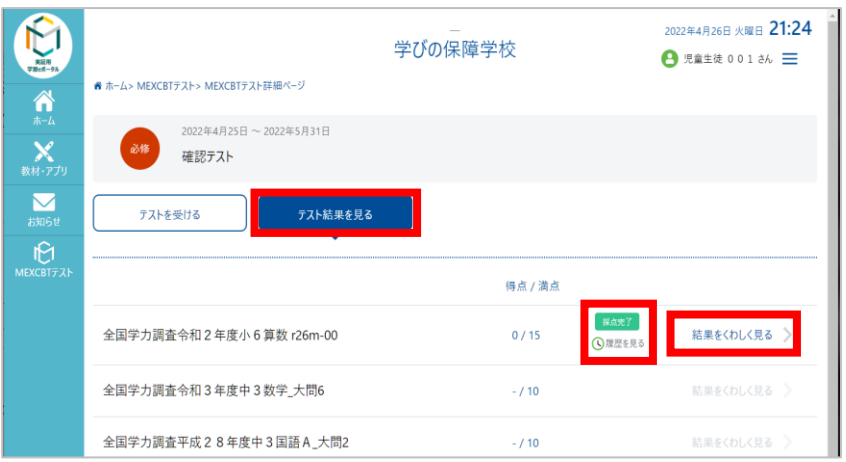 2022年4月26日 火曜日 21:24
学びの保障学校
児童生徒 ００１ さん
実証用
学習eポータル
ホーム> MEXCBTテスト> MEXCBTテスト詳細ページ
ホーム
教材・アプリ
お知らせ
MEXCBTテスト
必修
2022年4月25日 ～ 2022年5月31日
確認テスト
テストを受ける
テスト結果を見る
得点 / 満点
全国学力調査令和２年度小６算数 r26m-00
0 / 15
採点完了
履歴を見る
結果をくわしく見る
全国学力調査令和３年度中３数学_大問6
- / 10
結果をくわしく見る
全国学力調査平成２８年度中３国語Ａ_大問2
- / 10
結果をくわしく見る